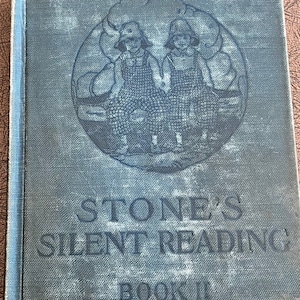 STONE'S
SILENT READING
BOOK II